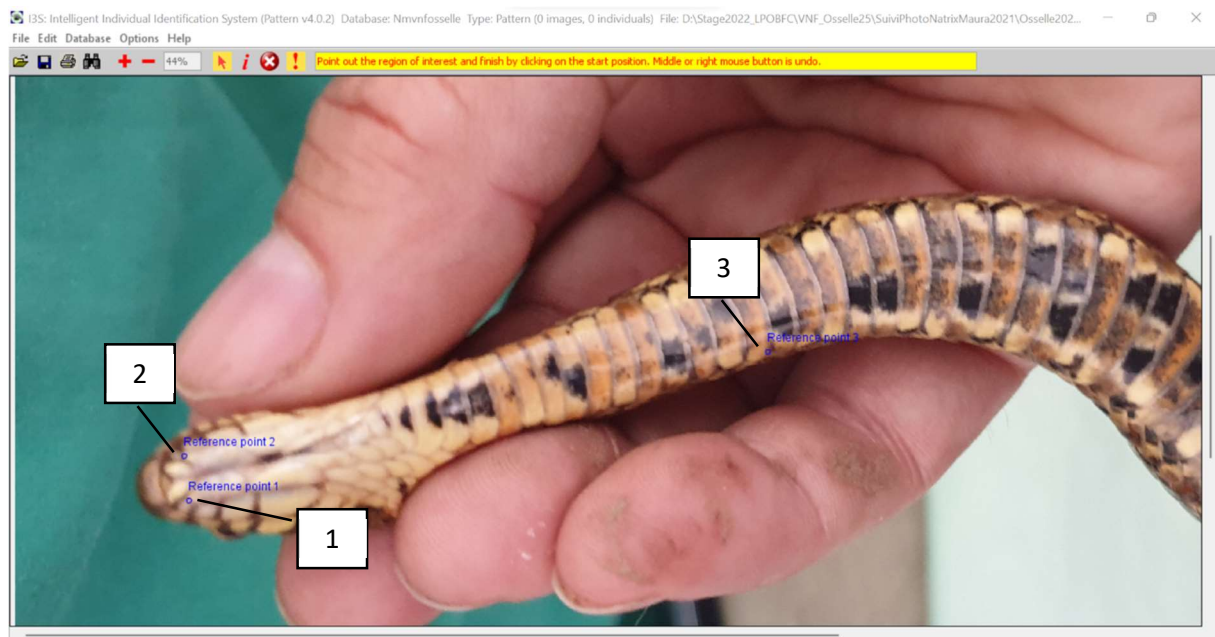 I3S: Intelligent Individual Identification System (Pattern v4.0.2) Database: Nmvnfosselle Type: Pattern (0 images, 0 individuals) File: D:\Stage2022_LPOBFC\VNF_Osselle25\SuiviPhotoNatrixMaura2021\Osselle202...
File Edit Database Options Help
44% Point out the region of interest and finish by clicking on the start position. Middle or right mouse button is undo.
3
Reference point 3
2
Reference point 2
Reference point 1
1